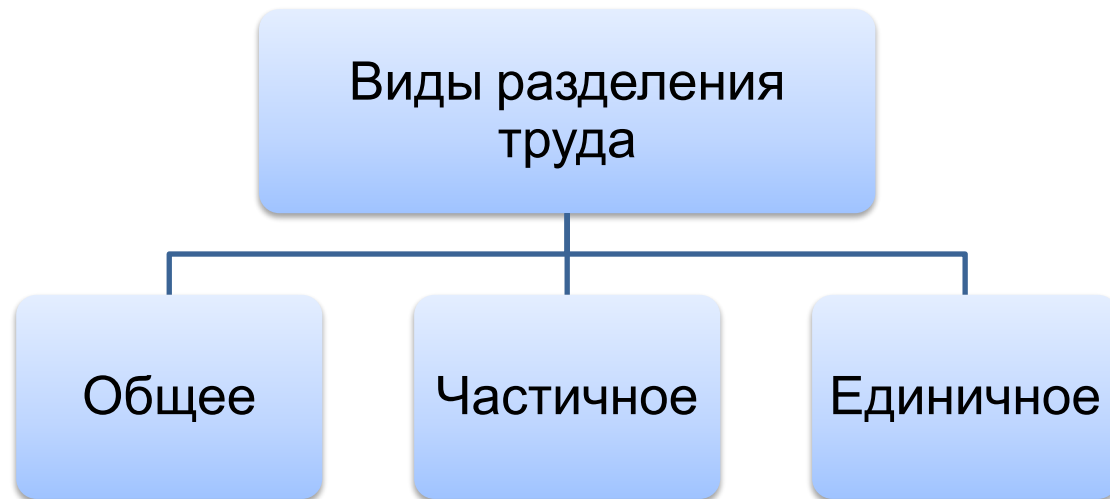 Виды разделения
труда
Общее
Частичное
Единичное